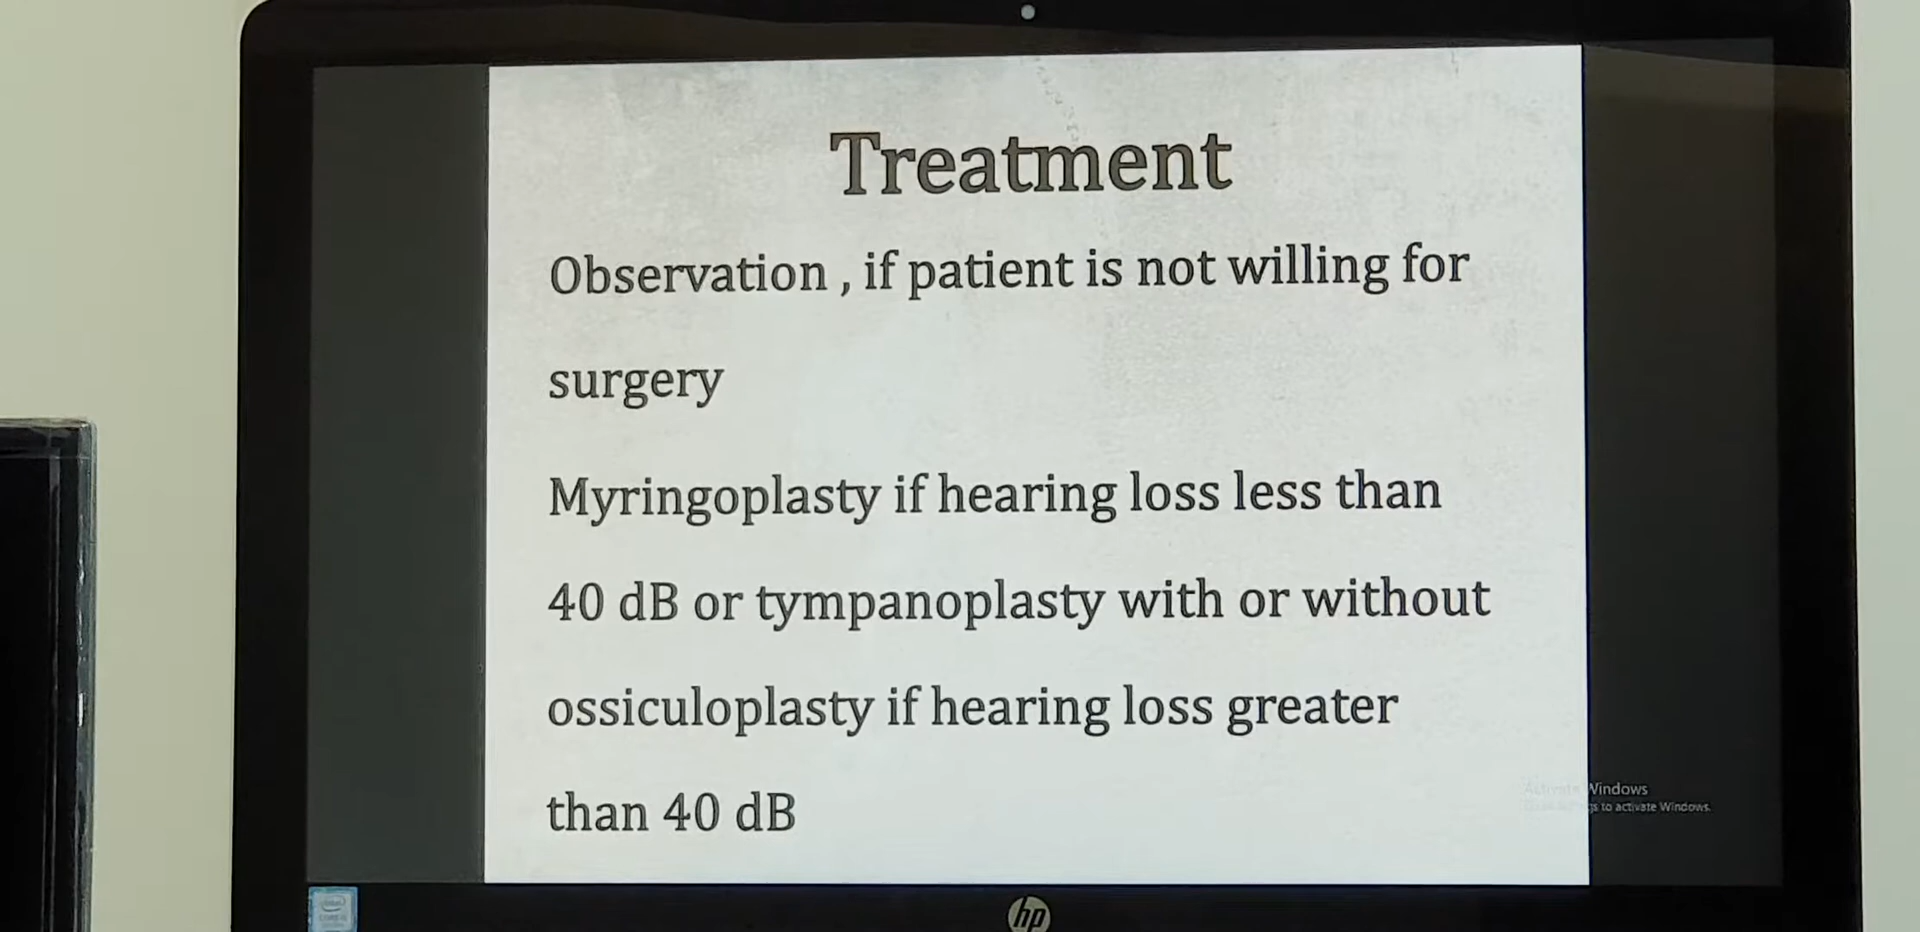 Treatment
Observation , if patient is not willing for
surgery
Myringoplasty if hearing loss less than
40 dB or tympanoplasty with or without
ossiculoplasty if hearing loss greater
than 40 dB
Windows
to activate Windows.
hp